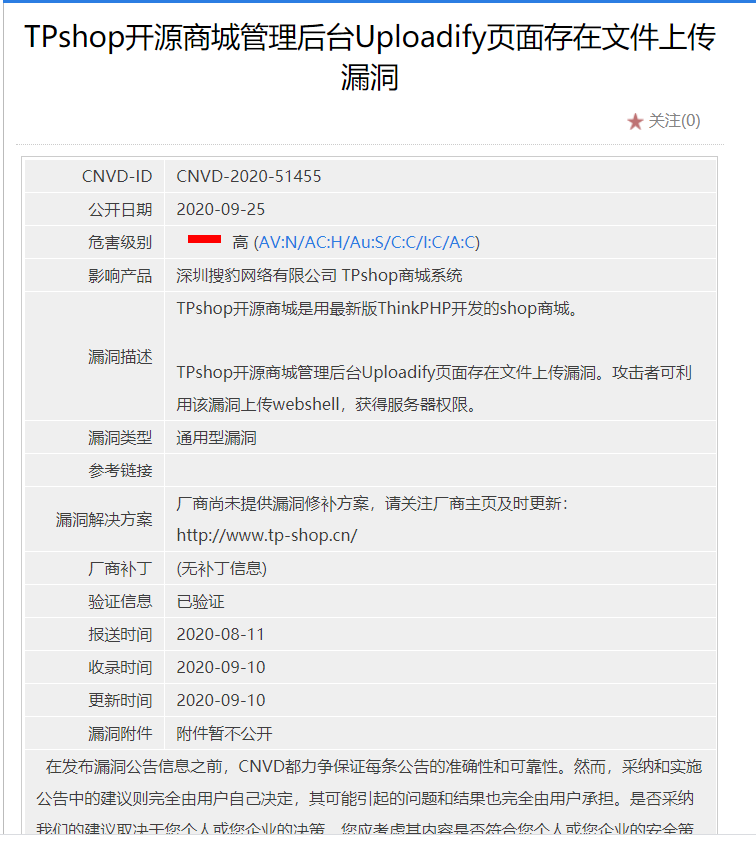 TPshop开源商城管理后台Uploadify页面存在文件上传
漏洞
关注(0)
CNVD-ID CNVD-2020-51455
公开日期 2020-09-25
危害级别 高 (AV:N/AC:H/Au:S/C:C/I:C/A:C)
影响产品 深圳搜豹网络有限公司 TPshop商城系统
漏洞描述
TPshop开源商城是用最新版ThinkPHP开发的shop商城。
TPshop开源商城管理后台Uploadify页面存在文件上传漏洞。攻击者可利
用该漏洞上传webshell，获得服务器权限。
漏洞类型 通用型漏洞
参考链接
漏洞解决方案
厂商尚未提供漏洞修补方案，请关注厂商主页及时更新：
http://www.tp-shop.cn/
厂商补丁 (无补丁信息)
验证信息 已验证
报送时间 2020-08-11
收录时间 2020-09-10
更新时间 2020-09-10
漏洞附件 附件暂不公开
在发布漏洞公告信息之前，CNVD都力争保证每条公告的准确性和可靠性。然而，采纳和实施
公告中的建议则完全由用户自己决定，其可能引起的问题和结果也完全由用户承担。是否采纳
我们的建议取决于您个人或您企业的决策，您应考虑其内容是否符合您个人或您企业的安全策